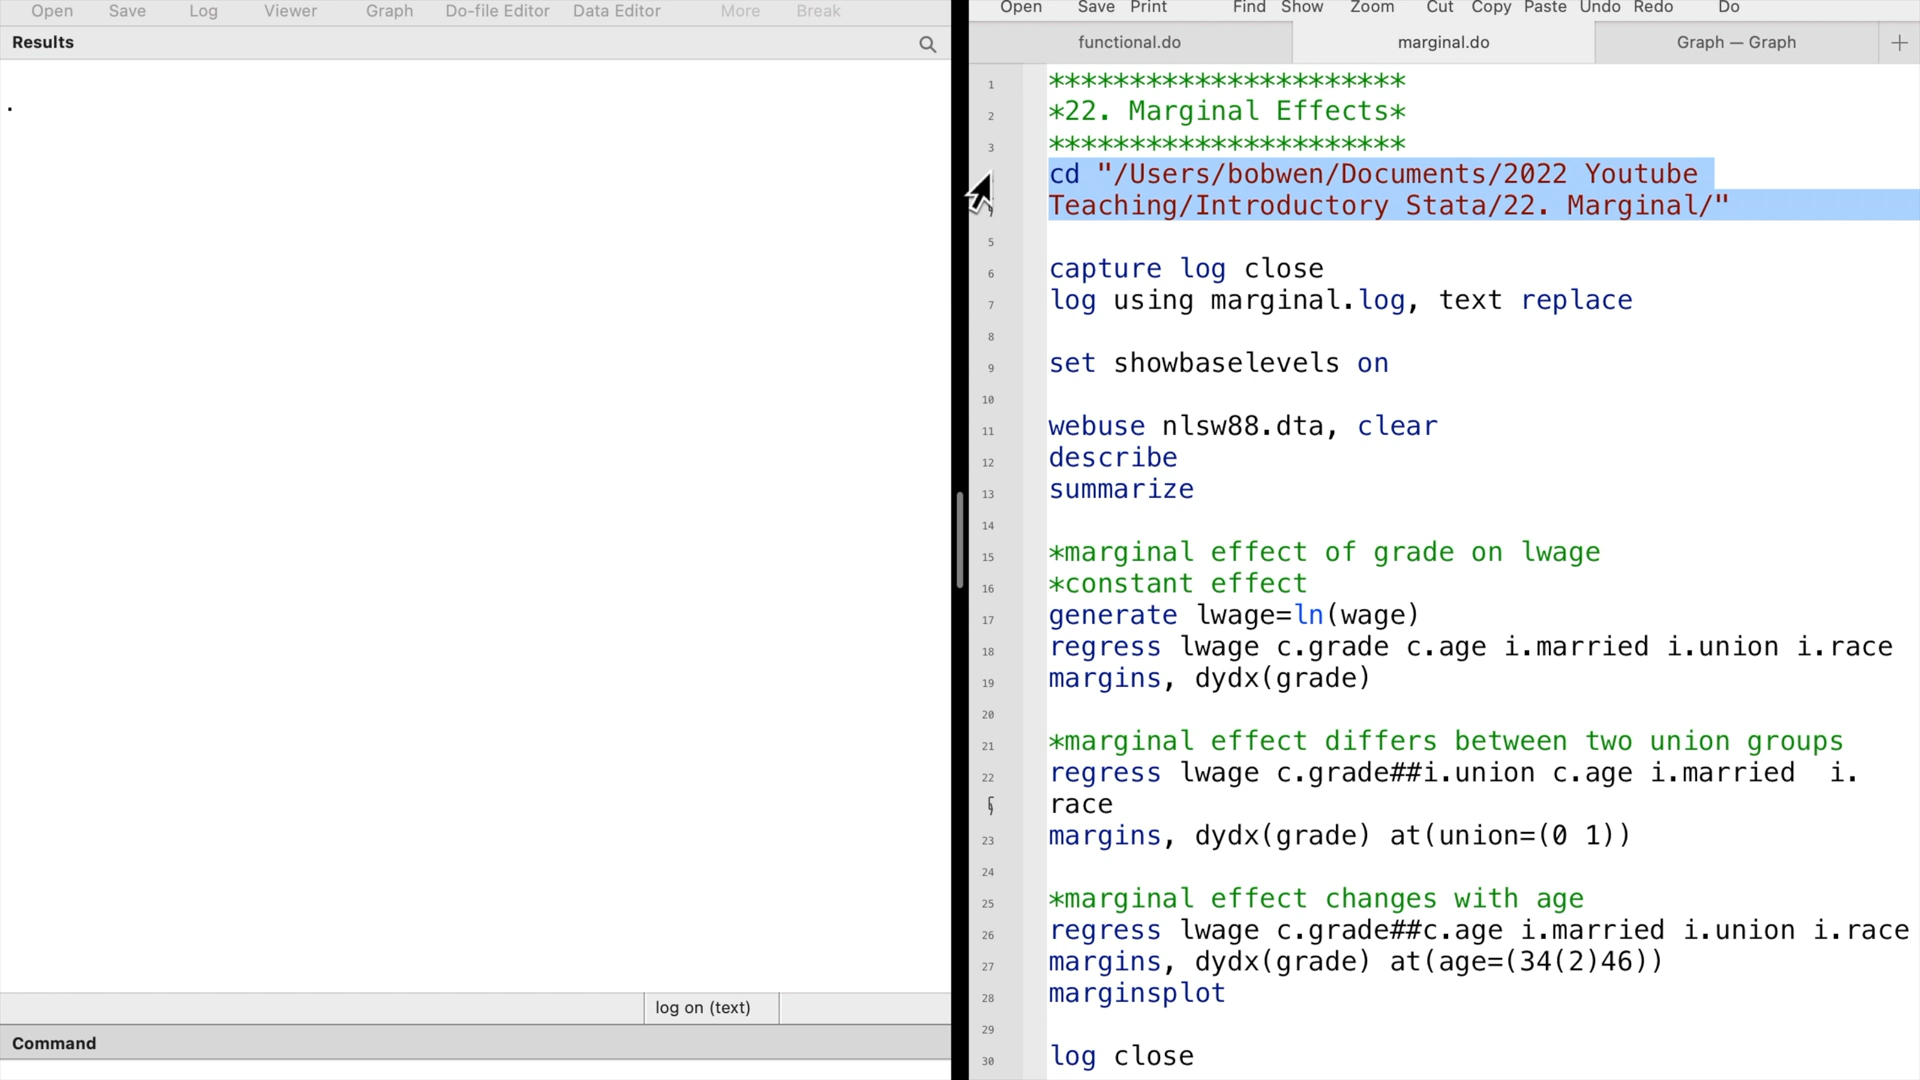 Open Save Log Viewer Graph Do-file Editor Data Editor More Break
Results
.
log on (text)
Command
Open Save Print Find Show Zoom Cut Copy Paste Undo Redo Do
functional.do marginal.do Graph — Graph +
1 **********************
2 *22. Marginal Effects*
3 **********************
cd "/Users/bobwen/Documents/2022 Youtube
Teaching/Introductory Stata/22. Marginal/"
5
6 capture log close
7 log using marginal.log, text replace
8
9 set showbaselevels on
10
11 webuse nlsw88.dta, clear
12 describe
13 summarize
14
15 *marginal effect of grade on lwage
16 *constant effect
17 generate lwage=ln(wage)
18 regress lwage c.grade c.age i.married i.union i.race
19 margins, dydx(grade)
20
21 *marginal effect differs between two union groups
22 regress lwage c.grade##i.union c.age i.married  i.
race
23 margins, dydx(grade) at(union=(0 1))
24
25 *marginal effect changes with age
26 regress lwage c.grade##c.age i.married i.union i.race
27 margins, dydx(grade) at(age=(34(2)46))
28 marginsplot
29
30 log close